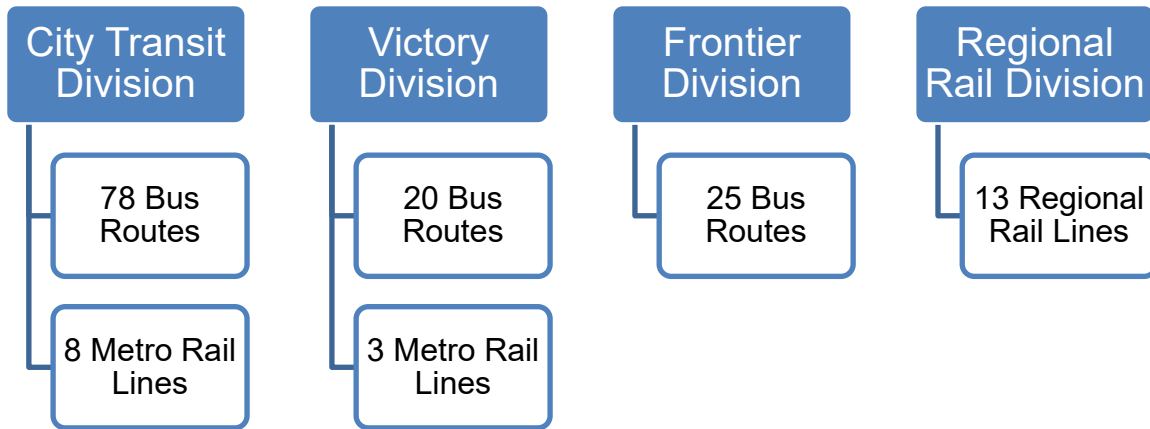 City Transit
Division
78 Bus
Routes
8 Metro Rail
Lines
Victory
Division
20 Bus
Routes
3 Metro Rail
Lines
Frontier
Division
25 Bus
Routes
Regional
Rail Division
13 Regional
Rail Lines